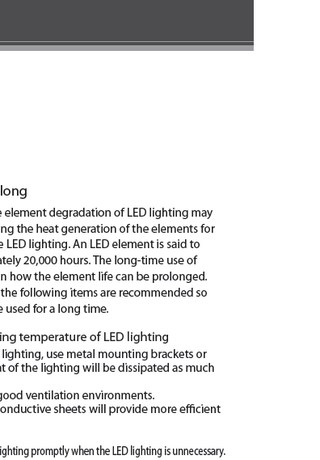 long
element degradation of LED lighting may
ing the heat generation of the elements for
e LED lighting. An LED element is said to
ately 20,000 hours. The long-time use of
n how the element life can be prolonged.
the following items are recommended so
e used for a long time.
ing temperature of LED lighting
lighting, use metal mounting brackets or
at of the lighting will be dissipated as much
good ventilation environments.
onductive sheets will provide more efficient
ighting promptly when the LED lighting is unnecessary.